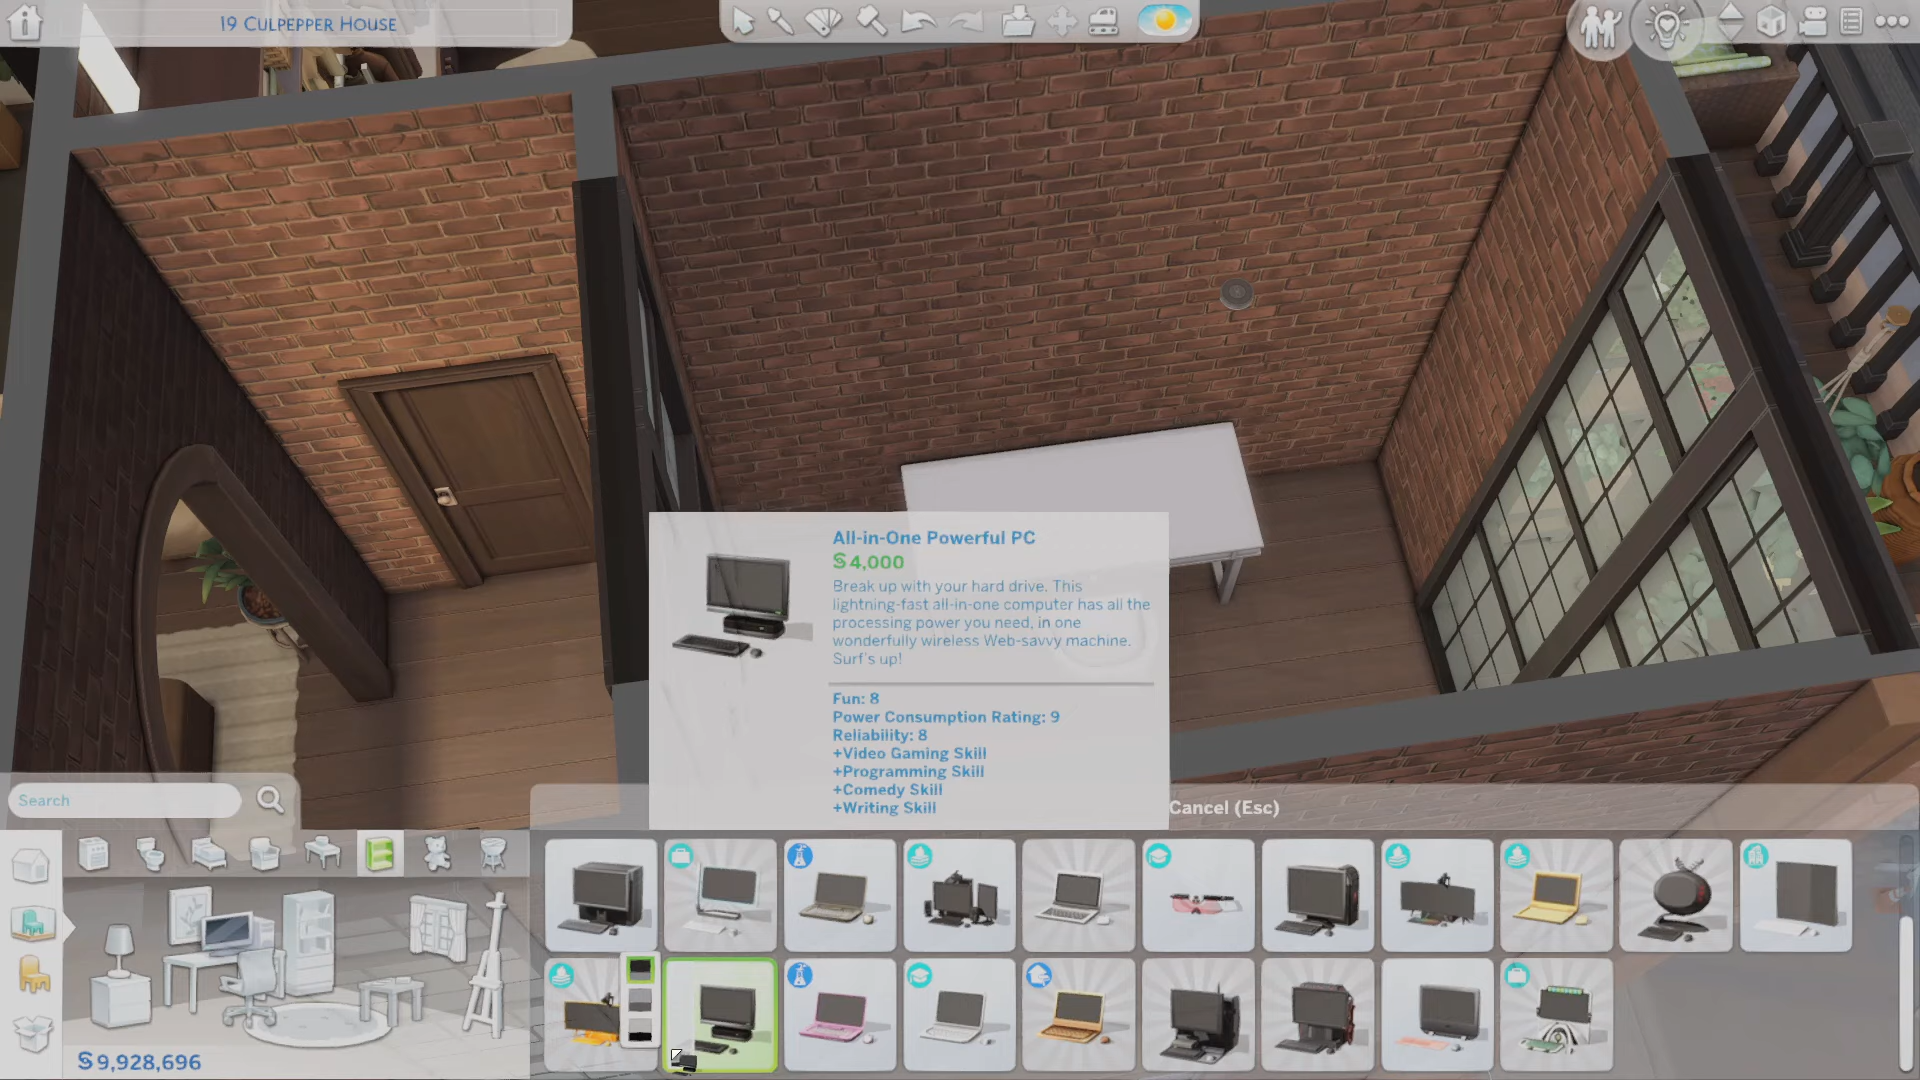 19 Culpepper House
All-in-One Powerful PC
§4,000
Break up with your hard drive. This
lightning-fast all-in-one computer has all the
processing power you need, in one
wonderfully wireless Web-savvy machine.
Surf's up!
Fun: 8
Power Consumption Rating: 9
Reliability: 8
+Video Gaming Skill
+Programming Skill
+Comedy Skill
+Writing Skill
Search
Cancel (Esc)
§9,928,696